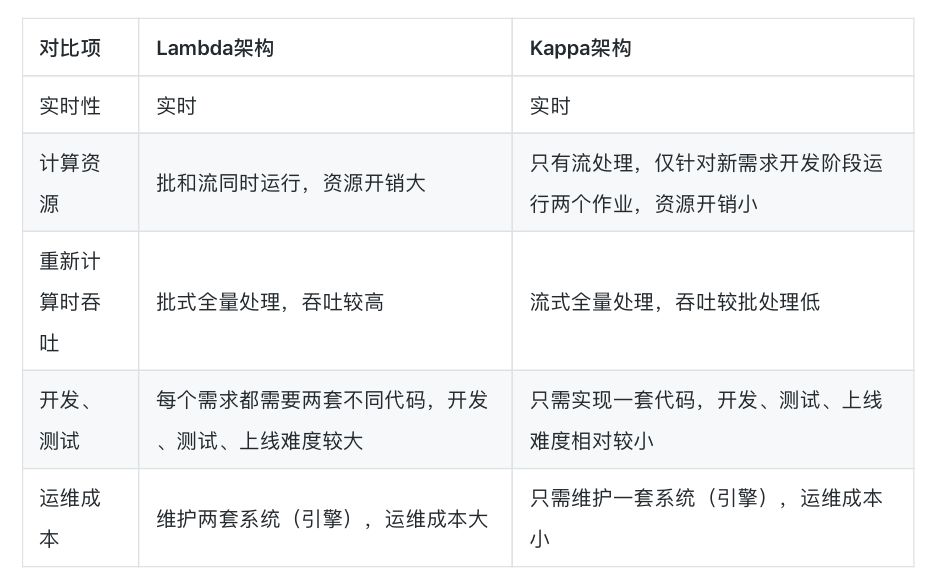 对比项
Lambda架构
Kappa架构
实时性
实时
实时
计算资
源
批和流同时运行，资源开销大
只有流处理，仅针对新需求开发阶段运
行两个作业，资源开销小
重新计
算时吞
吐
批式全量处理，吞吐较高
流式全量处理，吞吐较批处理低
开发、
测试
每个需求都需要两套不同代码，开发
、测试、上线难度较大
只需实现一套代码，开发、测试、上线
难度相对较小
运维成
本
维护两套系统（引擎），运维成本大
只需维护一套系统（引擎），运维成本
小